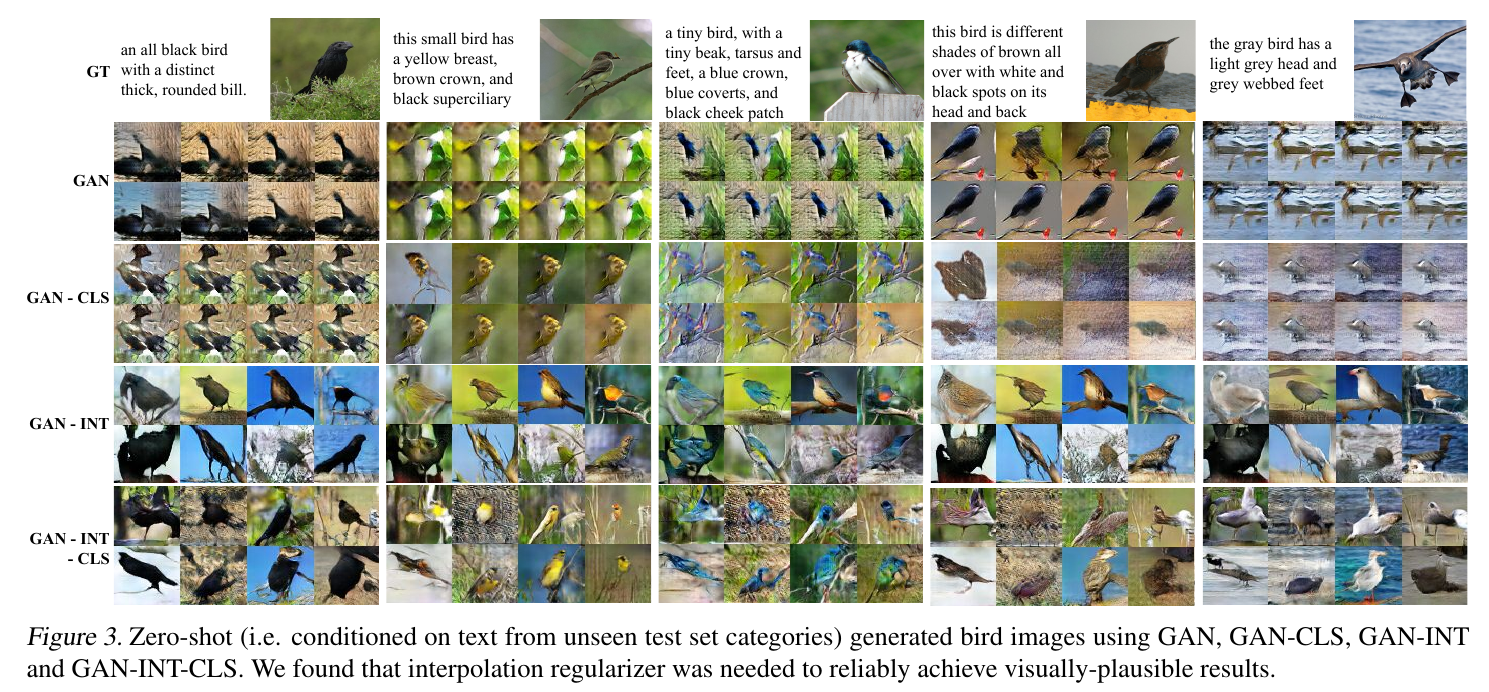 GT
an all black bird
with a distinct
thick, rounded bill.
this small bird has
a yellow breast,
brown crown, and
black superciliary
a tiny bird, with a
tiny beak, tarsus and
feet, a blue crown,
blue coverts, and
black cheek patch
this bird is different
shades of brown all
over with white and
black spots on its
head and back
the gray bird has a
light grey head and
grey webbed feet
GAN
GAN - CLS
GAN - INT
GAN - INT
- CLS
Figure 3. Zero-shot (i.e. conditioned on text from unseen test set categories) generated bird images using GAN, GAN-CLS, GAN-INT
and GAN-INT-CLS. We found that interpolation regularizer was needed to reliably achieve visually-plausible results.